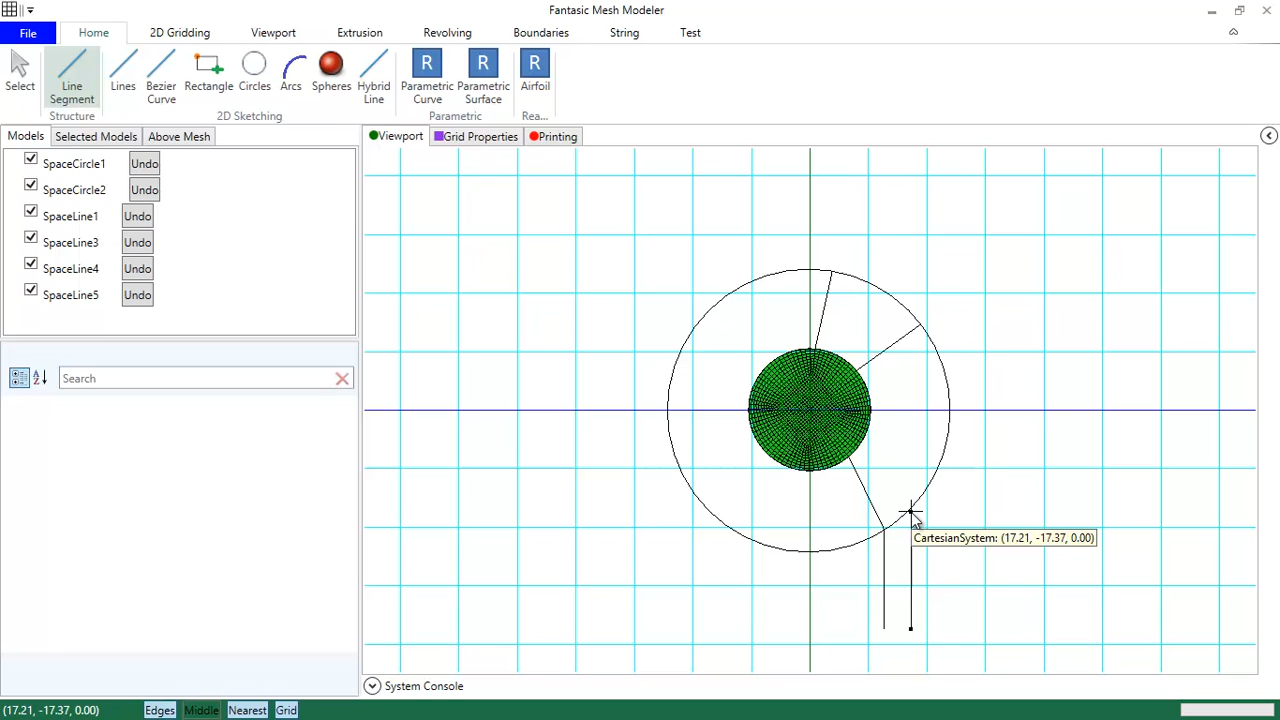 Fantasic Mesh Modeler
File Home 2D Gridding Viewport Extrusion Revolving Boundaries String Test
Select Line Segment Lines Bezier Curve Rectangle Circles Arcs Spheres Hybrid Line Parametric Curve Parametric Surface Airfoil
R R R
Structure 2D Sketching Parametric Rea...
Models Selected Models Above Mesh
Viewport Grid Properties Printing
SpaceCircle1 Undo
SpaceCircle2 Undo
SpaceLine1 Undo
SpaceLine3 Undo
SpaceLine4 Undo
SpaceLine5 Undo
A Z Search
CartesianSystem: (17.21, -17.37, 0.00)
System Console
(17.21, -17.37, 0.00) Edges Middle Nearest Grid